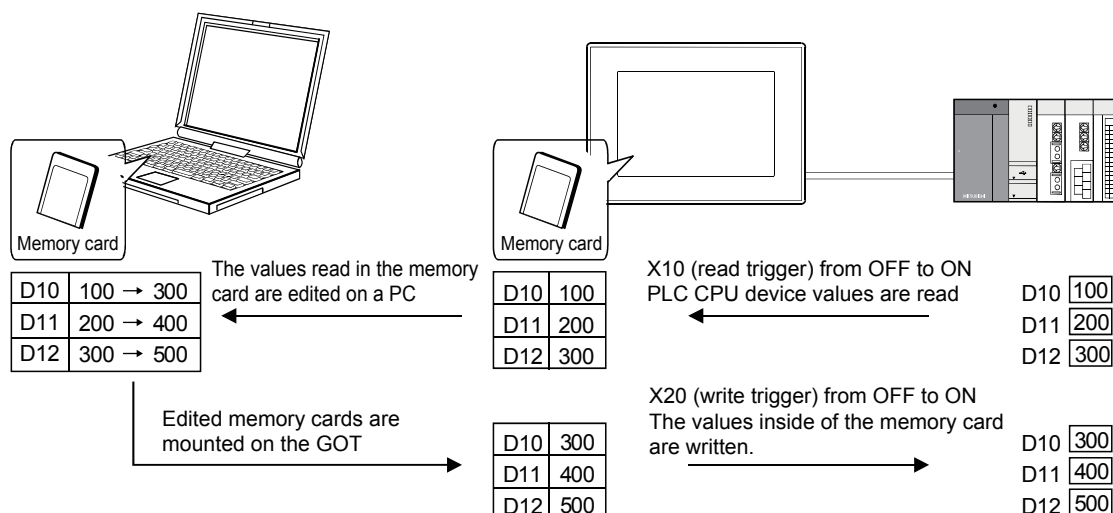 Memory card
Memory card
The values read in the memory
card are edited on a PC
X10 (read trigger) from OFF to ON
PLC CPU device values are read
D10 100 → 300
D11 200 → 400
D12 300 → 500
D10 100
D11 200
D12 300
D10 100
D11 200
D12 300
Edited memory cards are
mounted on the GOT
X20 (write trigger) from OFF to ON
The values inside of the memory card
are written.
D10 300
D11 400
D12 500
D10 300
D11 400
D12 500